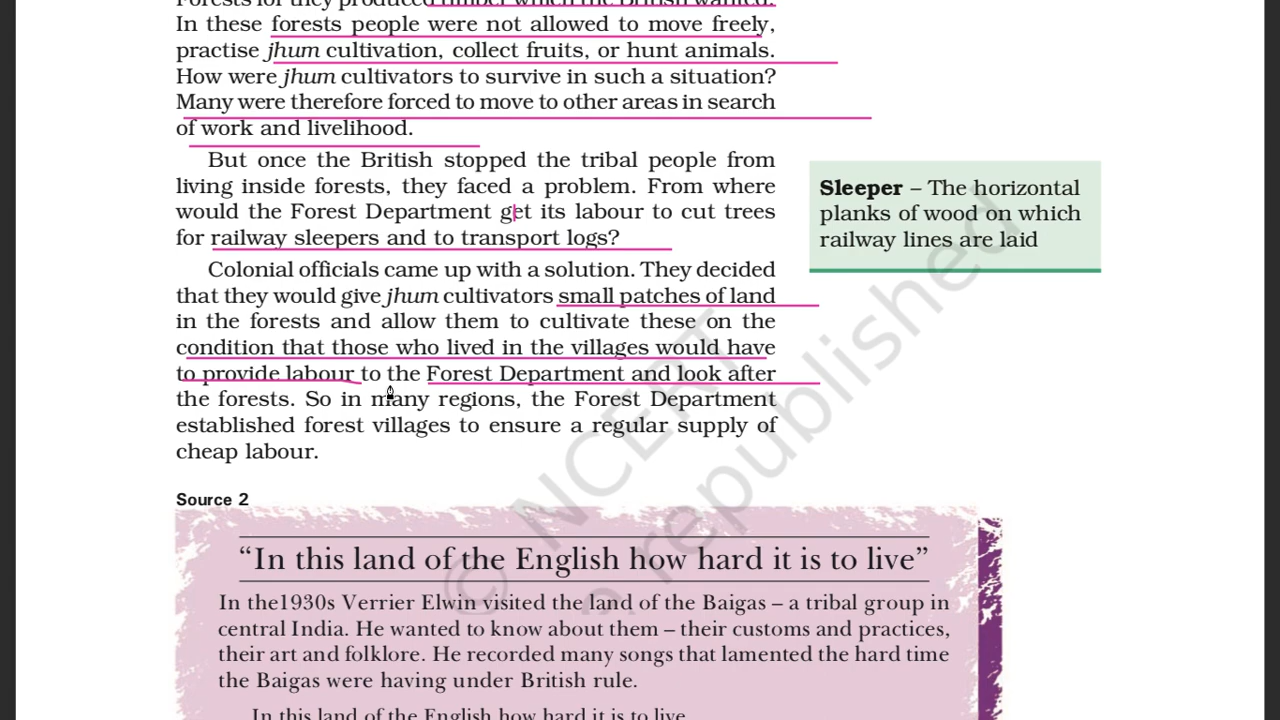 Forests for they produced timber which the British wanted.
In these forests people were not allowed to move freely,
practise jhum cultivation, collect fruits, or hunt animals.
How were jhum cultivators to survive in such a situation?
Many were therefore forced to move to other areas in search
of work and livelihood.
But once the British stopped the tribal people from
living inside forests, they faced a problem. From where
would the Forest Department get its labour to cut trees
for railway sleepers and to transport logs?
Sleeper – The horizontal
planks of wood on which
railway lines are laid
Colonial officials came up with a solution. They decided
that they would give jhum cultivators small patches of land
in the forests and allow them to cultivate these on the
condition that those who lived in the villages would have
to provide labour to the Forest Department and look after
the forests. So in many regions, the Forest Department
established forest villages to ensure a regular supply of
cheap labour.
Source 2
“In this land of the English how hard it is to live”
In the1930s Verrier Elwin visited the land of the Baigas – a tribal group in
central India. He wanted to know about them – their customs and practices,
their art and folklore. He recorded many songs that lamented the hard time
the Baigas were having under British rule.
In this land of the English how hard it is to live
© NCERT
republished